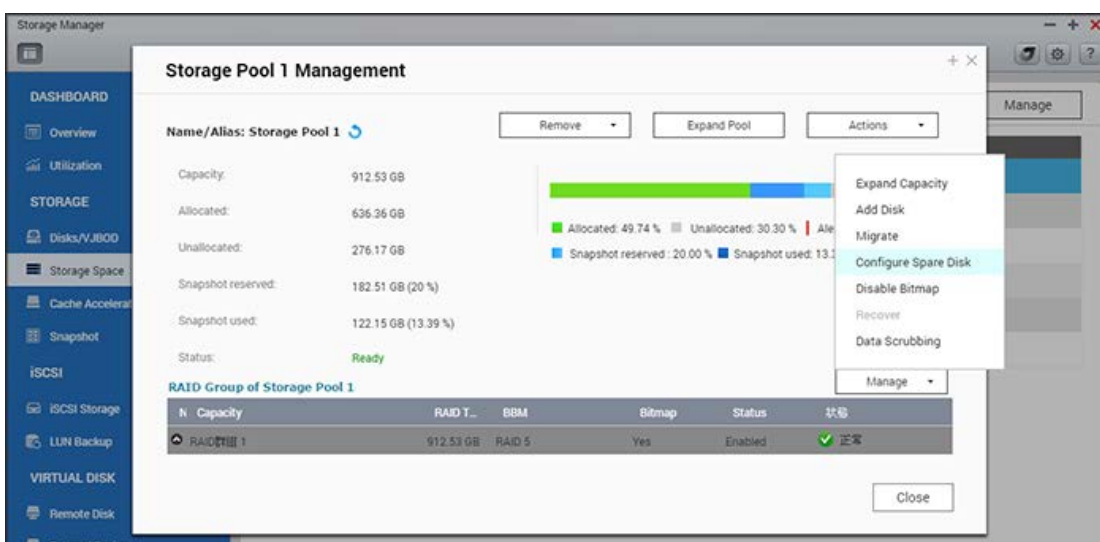 Storage Manager
Storage Pool 1 Management
DASHBOARD
Manage
Name/Alias: Storage Pool 1
Remove
Expand Pool
Actions
Overview
Utilization
Capacity:
912.53 GB
Expand Capacity
STORAGE
Allocated:
636.36 GB
Add Disk
Allocated: 49.74 % Unallocated: 30.30 % Ale
Migrate
Disks/VJBOD
Unallocated:
276.17 GB
Snapshot reserved : 20.00 % Snapshot used: 13.
Configure Spare Disk
Storage Space
Snapshot reserved:
182.51 GB (20 %)
Disable Bitmap
Cache Accelerat
Recover
Snapshot used:
122.15 GB (13.39 %)
Snapshot
Data Scrubbing
Status:
Ready
iSCSI
RAID Group of Storage Pool 1
Manage
iSCSI Storage
N Capacity RAID T... BBM Bitmap Status 狀態
LUN Backup
RAID群組 1 912.53 GB RAID 5 Yes Enabled 正常
VIRTUAL DISK
Close
Remote Disk